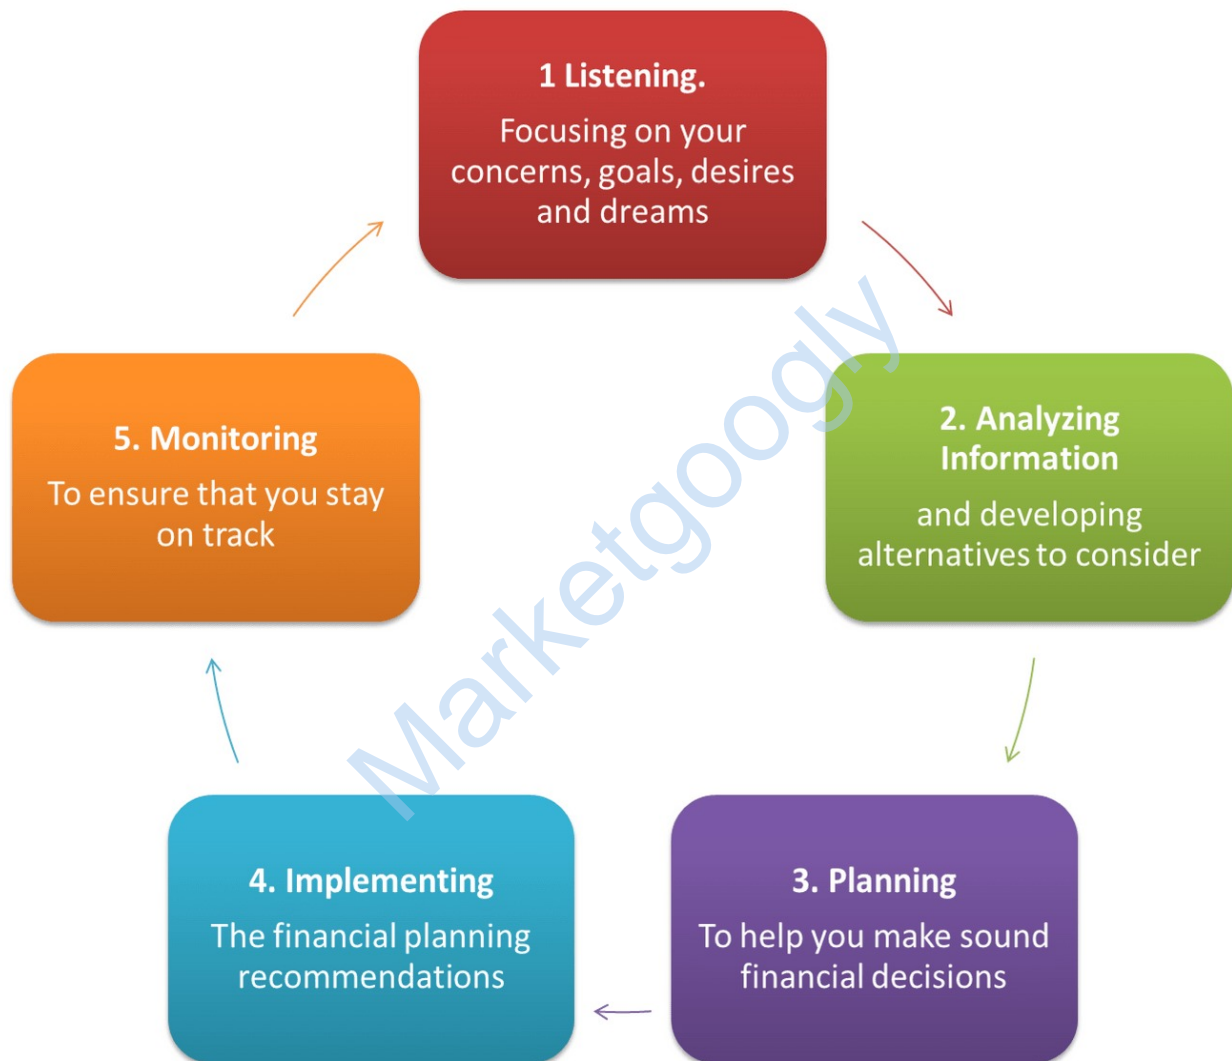 1 Listening.
Focusing on your
concerns, goals, desires
and dreams
2. Analyzing
Information
and developing
alternatives to consider
3. Planning
To help you make sound
financial decisions
4. Implementing
The financial planning
recommendations
5. Monitoring
To ensure that you stay
on track
Marketgoogly